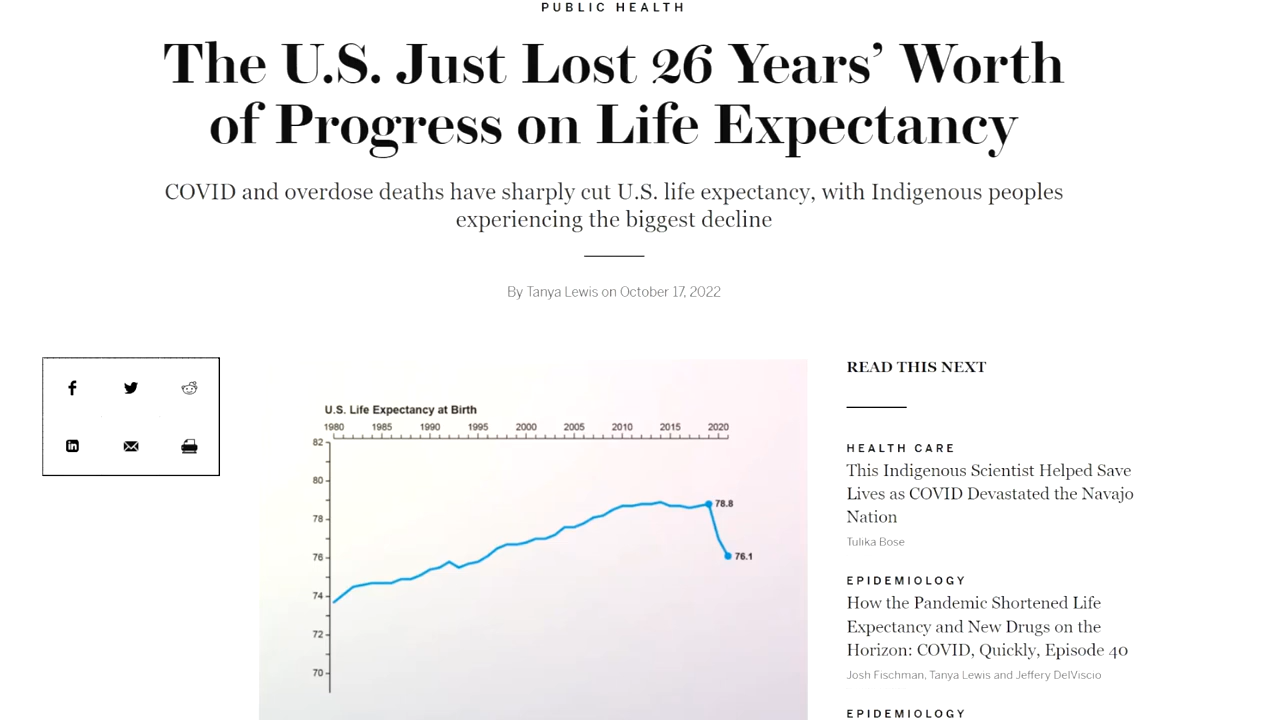 PUBLIC HEALTH
The U.S. Just Lost 26 Years’ Worth
of Progress on Life Expectancy
COVID and overdose deaths have sharply cut U.S. life expectancy, with Indigenous peoples
experiencing the biggest decline
By Tanya Lewis on October 17, 2022
U.S. Life Expectancy at Birth
1980 1985 1990 1995 2000 2005 2010 2015 2020
82
80
78
76
74
72
70
78.8
76.1
READ THIS NEXT
HEALTH CARE
This Indigenous Scientist Helped Save
Lives as COVID Devastated the Navajo
Nation
Tulika Bose
EPIDEMIOLOGY
How the Pandemic Shortened Life
Expectancy and New Drugs on the
Horizon: COVID, Quickly, Episode 40
Josh Fischman, Tanya Lewis and Jeffery DelViscio
EPIDEMIOLOGY